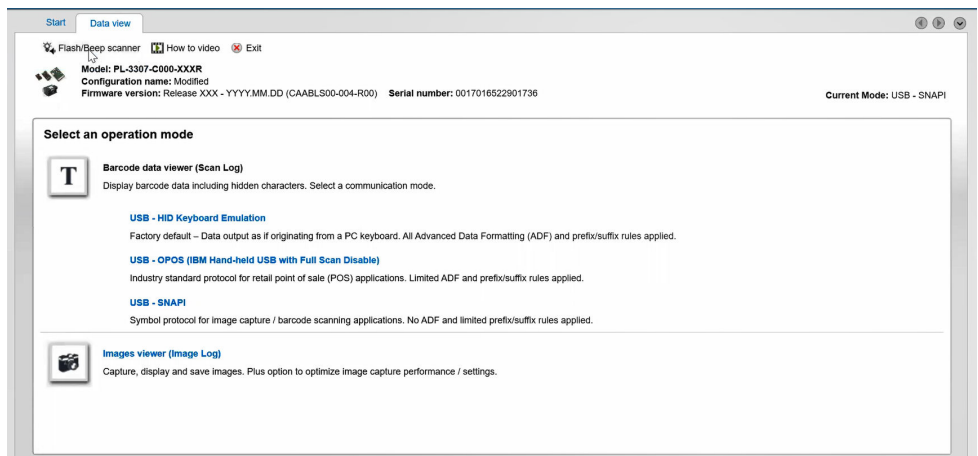 Start Data view
Flash/Beep scanner How to video Exit
Model: PL-3307-C000-XXXR
Configuration name: Modified
Firmware version: Release XXX - YYYY.MM.DD (CAABLS00-004-R00) Serial number: 0017016522901736
Current Mode: USB - SNAPI
Select an operation mode
T
Barcode data viewer (Scan Log)
Display barcode data including hidden characters. Select a communication mode.
USB - HID Keyboard Emulation
Factory default – Data output as if originating from a PC keyboard. All Advanced Data Formatting (ADF) and prefix/suffix rules applied.
USB - OPOS (IBM Hand-held USB with Full Scan Disable)
Industry standard protocol for retail point of sale (POS) applications. Limited ADF and prefix/suffix rules applied.
USB - SNAPI
Symbol protocol for image capture / barcode scanning applications. No ADF and limited prefix/suffix rules applied.
Images viewer (Image Log)
Capture, display and save images. Plus option to optimize image capture performance / settings.